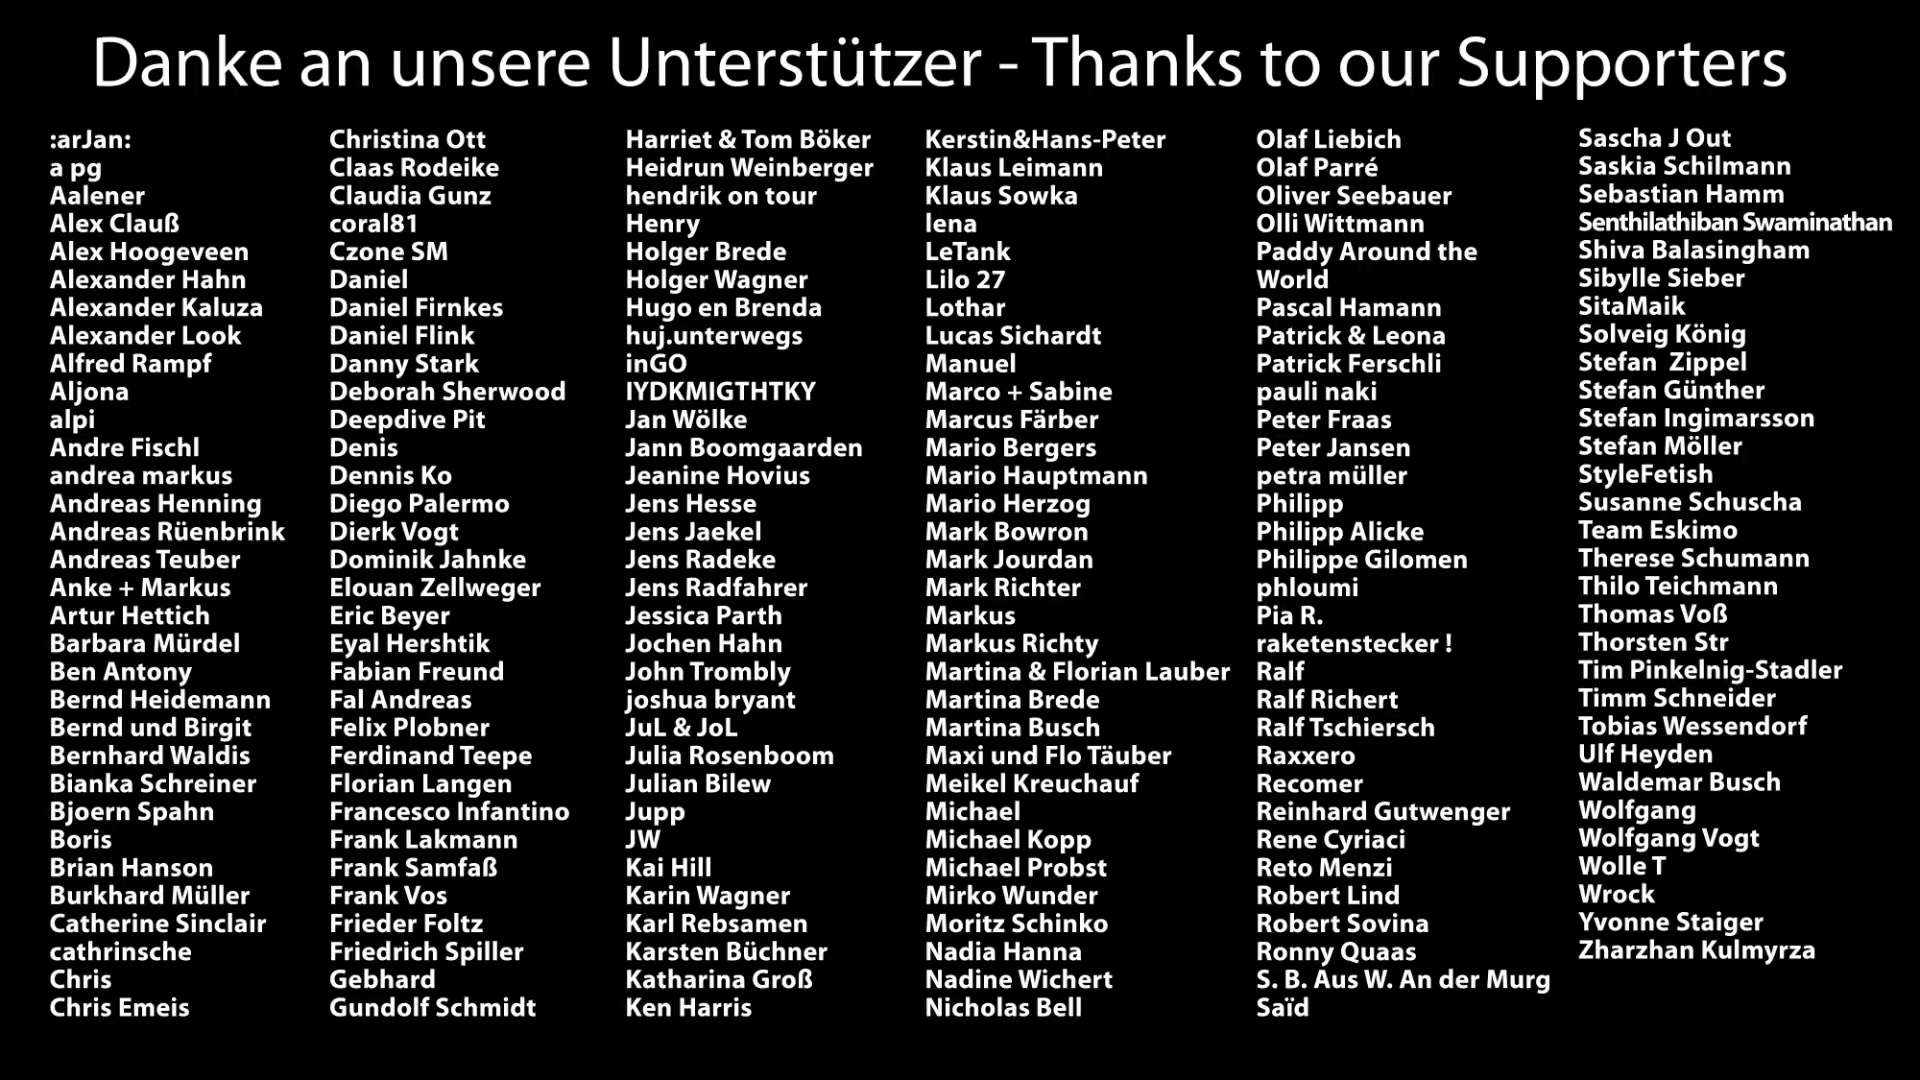 Danke an unsere Unterstützer - Thanks to our Supporters
:arJan:
a pg
Aalener
Alex Clauß
Alex Hoogeveen
Alexander Hahn
Alexander Kaluza
Alexander Look
Alfred Rampf
Aljona
alpi
Andre Fischl
andrea markus
Andreas Henning
Andreas Rüenbrink
Andreas Teuber
Anke + Markus
Artur Hettich
Barbara Mürdel
Ben Antony
Bernd Heidemann
Bernd und Birgit
Bernhard Waldis
Bianka Schreiner
Bjoern Spahn
Boris
Brian Hanson
Burkhard Müller
Catherine Sinclair
cathrinsche
Chris
Chris Emeis
Christina Ott
Claas Rodeike
Claudia Gunz
coral81
Czone SM
Daniel
Daniel Firnkes
Daniel Flink
Danny Stark
Deborah Sherwood
Deepdive Pit
Denis
Dennis Ko
Diego Palermo
Dierk Vogt
Dominik Jahnke
Elouan Zellweger
Eric Beyer
Eyal Hershtik
Fabian Freund
Fal Andreas
Felix Plobner
Ferdinand Teepe
Florian Langen
Francesco Infantino
Frank Lakmann
Frank Samfaß
Frank Vos
Frieder Foltz
Friedrich Spiller
Gebhard
Gundolf Schmidt
Harriet & Tom Böker
Heidrun Weinberger
hendrik on tour
Henry
Holger Brede
Holger Wagner
Hugo en Brenda
huj.unterwegs
inGO
IYDKMIGTHTKY
Jan Wölke
Jann Boomgaarden
Jeanine Hovius
Jens Hesse
Jens Jaekel
Jens Radeke
Jens Radfahrer
Jessica Parth
Jochen Hahn
John Trombly
joshua bryant
JuL & JoL
Julia Rosenboom
Julian Bilew
Jupp
JW
Kai Hill
Karin Wagner
Karl Rebsamen
Karsten Büchner
Katharina Groß
Ken Harris
Kerstin&Hans-Peter
Klaus Leimann
Klaus Sowka
lena
LeTank
Lilo 27
Lothar
Lucas Sichardt
Manuel
Marco + Sabine
Marcus Färber
Mario Bergers
Mario Hauptmann
Mario Herzog
Mark Bowron
Mark Jourdan
Mark Richter
Markus
Markus Richty
Martina & Florian Lauber
Martina Brede
Martina Busch
Maxi und Flo Täuber
Meikel Kreuchauf
Michael
Michael Kopp
Michael Probst
Mirko Wunder
Moritz Schinko
Nadia Hanna
Nadine Wichert
Nicholas Bell
Olaf Liebich
Olaf Parré
Oliver Seebauer
Olli Wittmann
Paddy Around the
World
Pascal Hamann
Patrick & Leona
Patrick Ferschli
pauli naki
Peter Fraas
Peter Jansen
petra müller
Philipp
Philipp Alicke
Philippe Gilomen
phloumi
Pia R.
raketenstecker !
Ralf
Ralf Richert
Ralf Tschiersch
Raxxero
Recomer
Reinhard Gutwenger
Rene Cyriaci
Reto Menzi
Robert Lind
Robert Sovina
Ronny Quaas
S. B. Aus W. An der Murg
Saïd
Sascha J Out
Saskia Schilmann
Sebastian Hamm
Senthilathiban Swaminathan
Shiva Balasingham
Sibylle Sieber
SitaMaik
Solveig König
Stefan  Zippel
Stefan Günther
Stefan Ingimarsson
Stefan Möller
StyleFetish
Susanne Schuscha
Team Eskimo
Therese Schumann
Thilo Teichmann
Thomas Voß
Thorsten Str
Tim Pinkelnig-Stadler
Timm Schneider
Tobias Wessendorf
Ulf Heyden
Waldemar Busch
Wolfgang
Wolfgang Vogt
Wolle T
Wrock
Yvonne Staiger
Zharzhan Kulmyrza